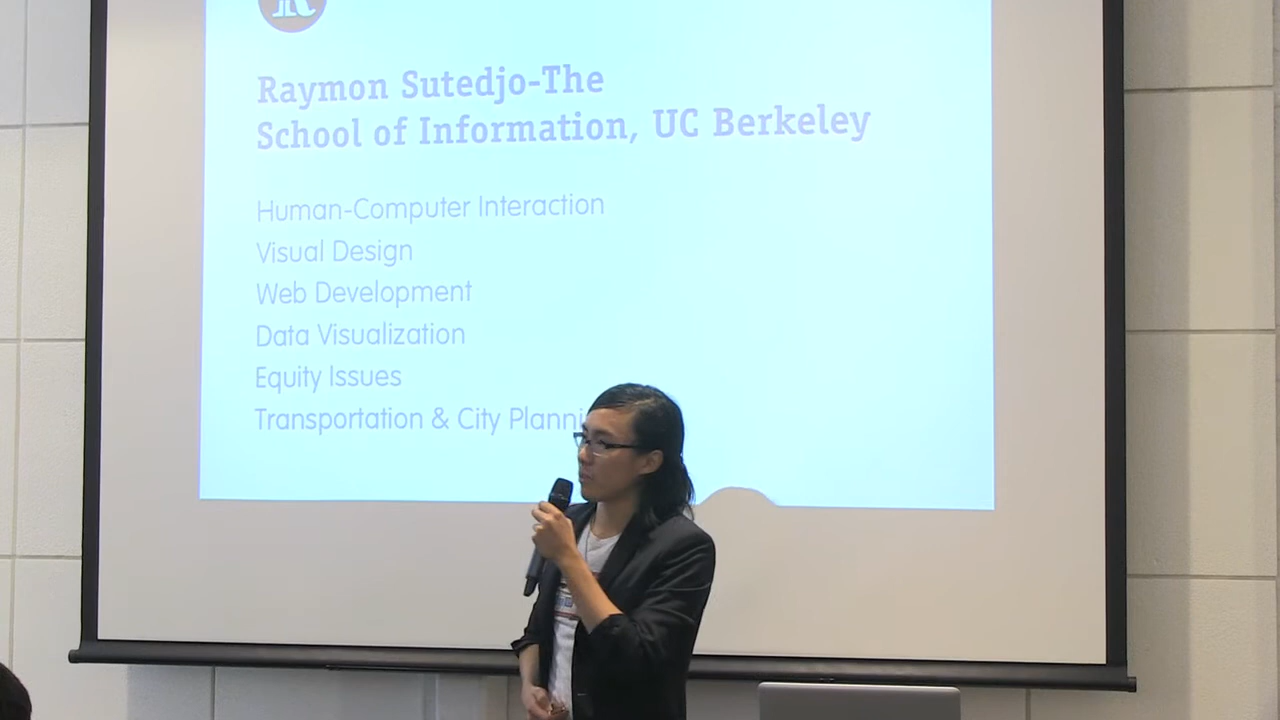 Raymon Sutedjo-The
School of Information, UC Berkeley
Human-Computer Interaction
Visual Design
Web Development
Data Visualization
Equity Issues
Transportation & City Planni